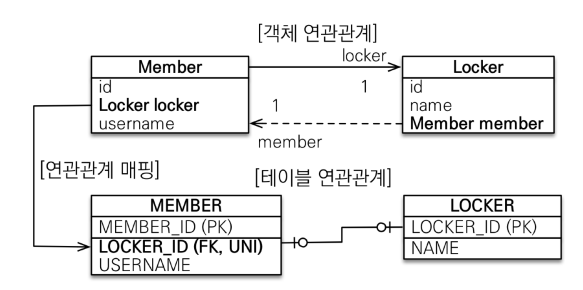 [객체 연관관계]
locker
Member
Locker
id
Locker locker
username
1
1
id
name
Member member
member
[연관관계 매핑]
[테이블 연관관계]
MEMBER
MEMBER_ID (PK)
LOCKER_ID (FK, UNI)
USERNAME
LOCKER
LOCKER_ID (PK)
NAME